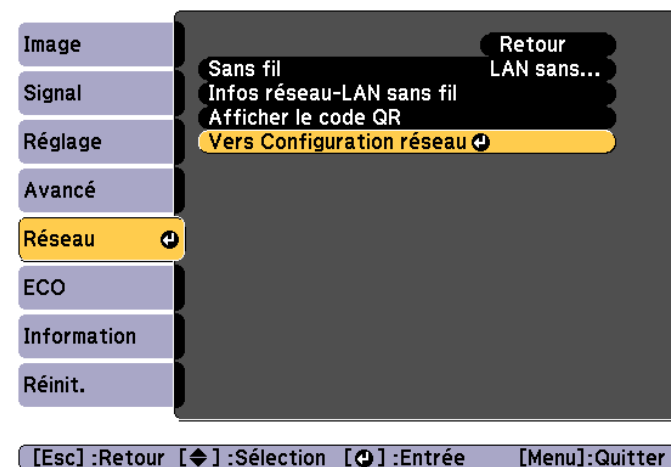 Image
Signal
Réglage
Avancé
Réseau
ECO
Information
Réinit.
Retour
Sans fil LAN sans...
Infos réseau-LAN sans fil
Afficher le code QR
Vers Configuration réseau
[Esc] :Retour [] :Sélection [] :Entrée [Menu]:Quitter